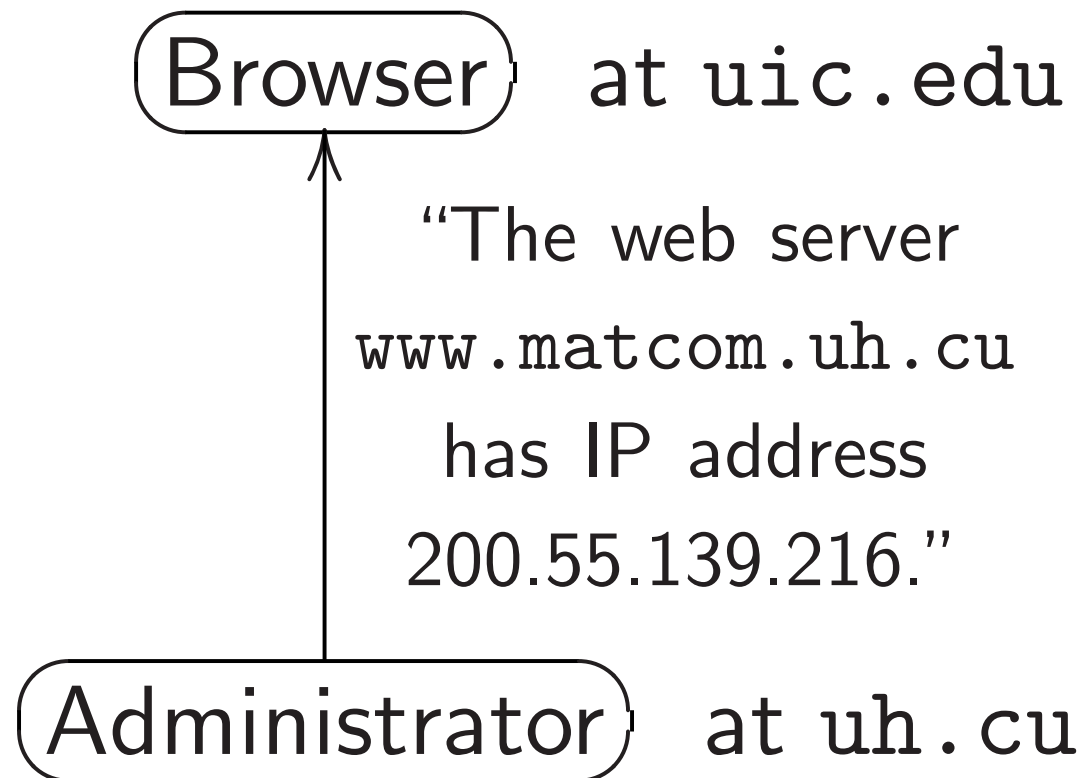 Browser at uic.edu
“The web server
www.matcom.uh.cu
has IP address
200.55.139.216.”
Administrator at uh.cu